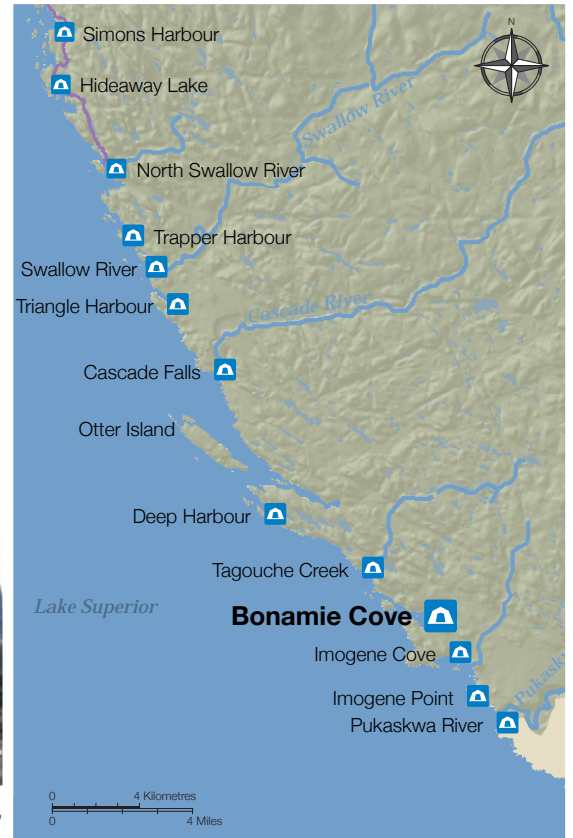 N
Simons Harbour
Hideaway Lake
Swallow River
North Swallow River
Trapper Harbour
Swallow River
Triangle Harbour
Cascade River
Cascade Falls
Otter Island
Deep Harbour
Tagouche Creek
Lake Superior
Bonamie Cove
Imogene Cove
Imogene Point
Pukask
Pukaskwa River
0 4 Kilometres
0 4 Miles